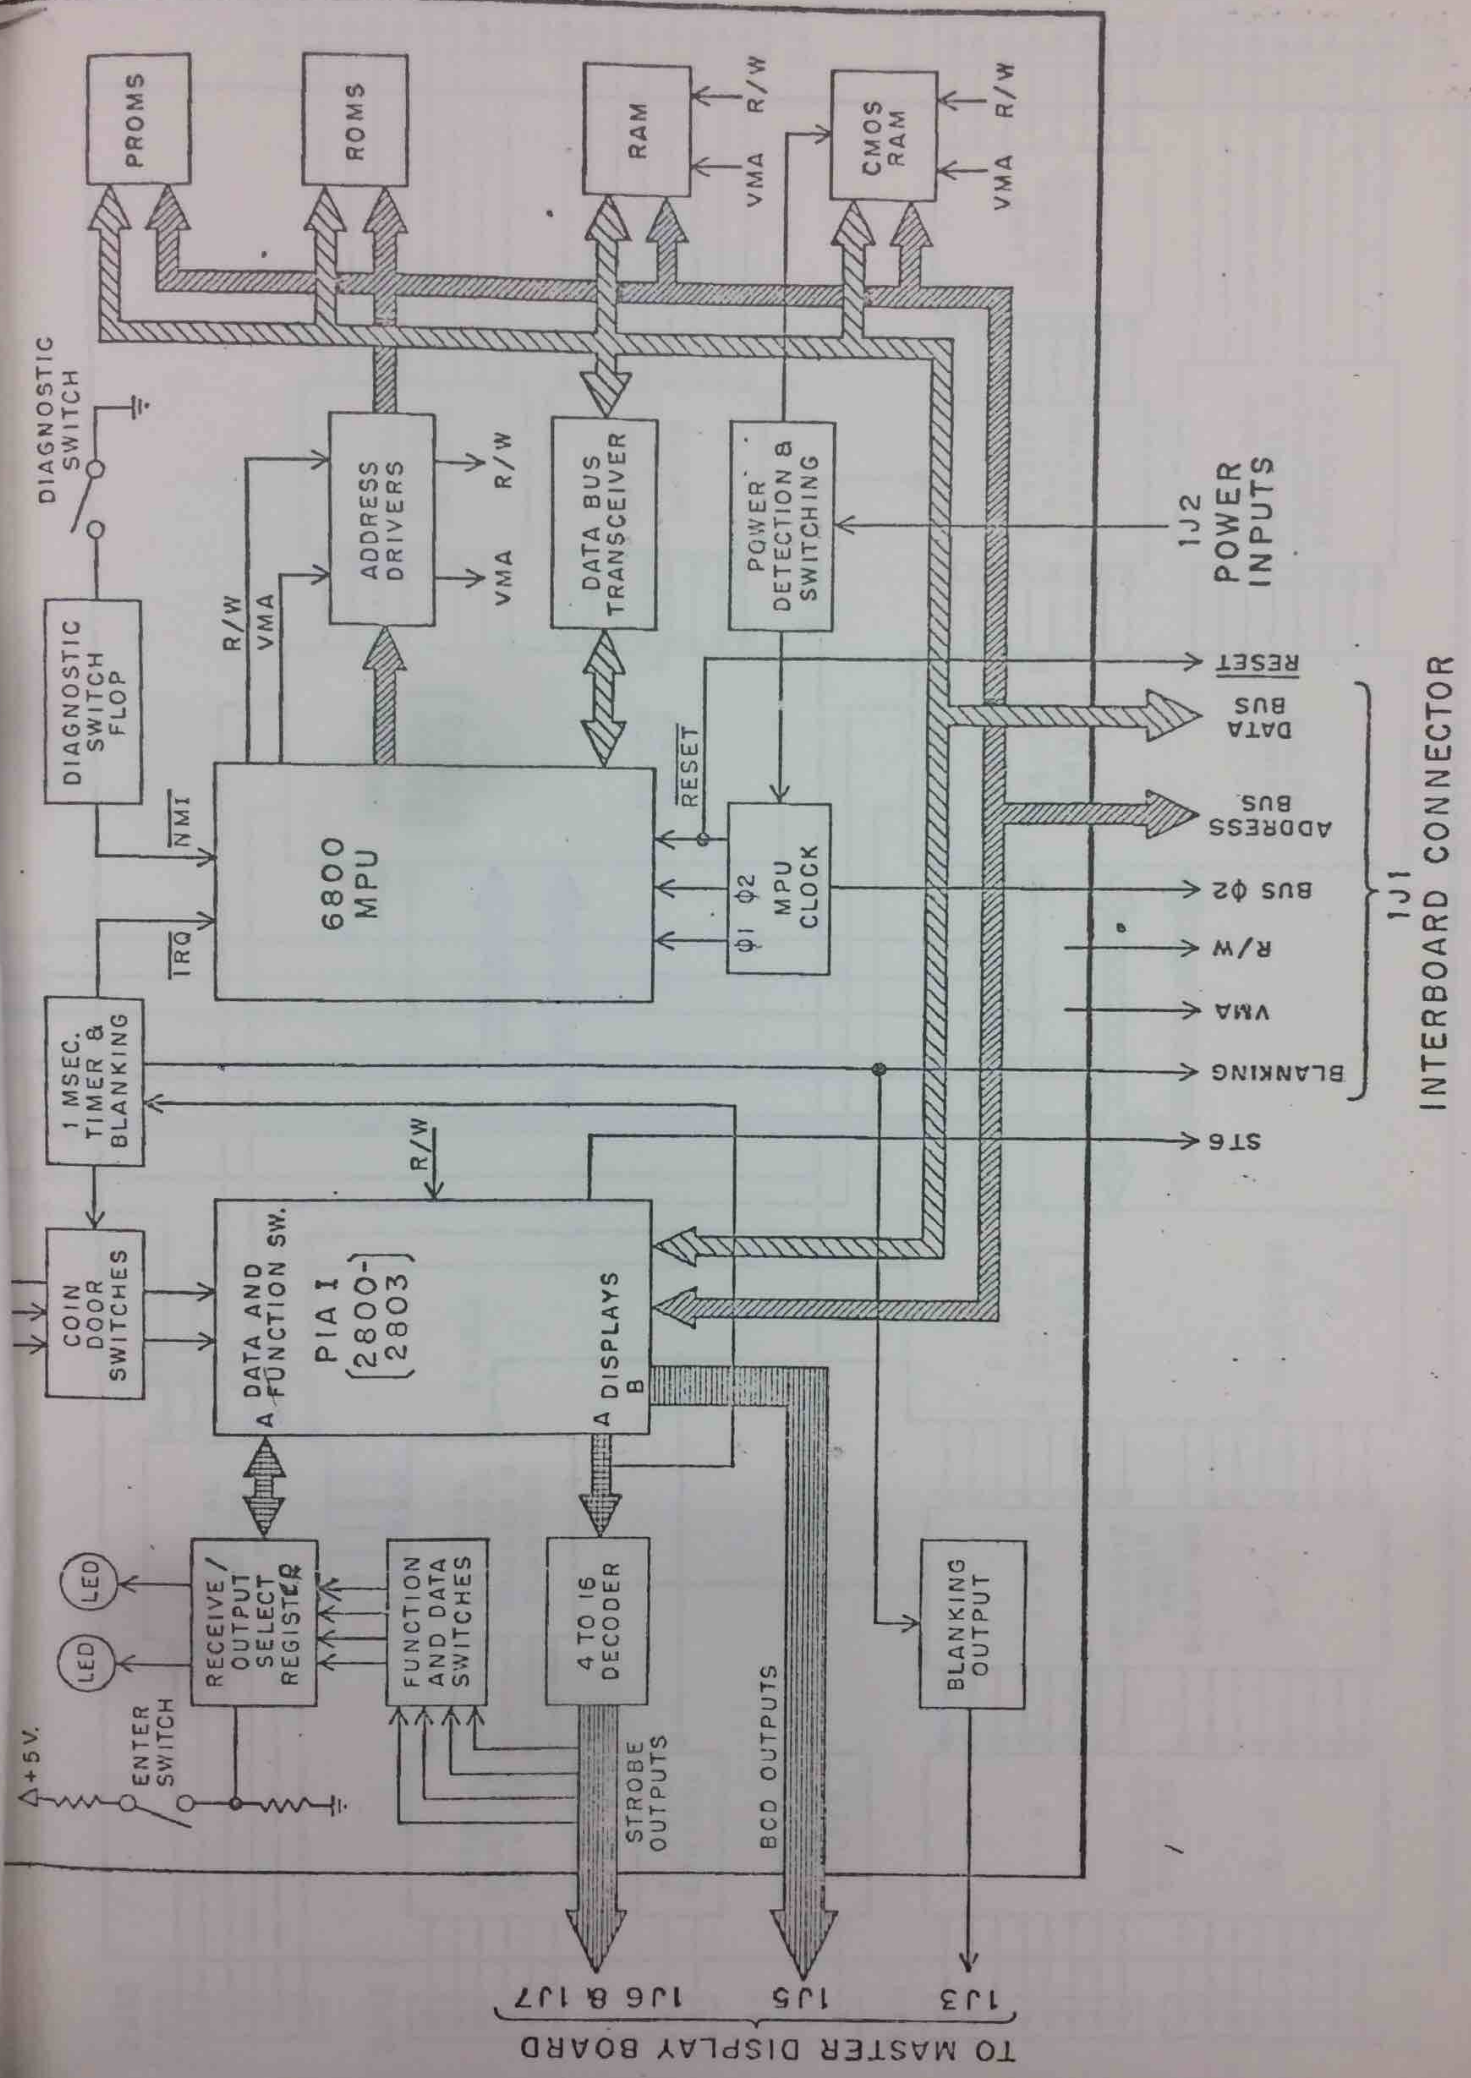 PROMS
ROMS
RAM
VMA
R/W
CMOS
RAM
VMA
R/W
DIAGNOSTIC
SWITCH
R/W
VMA
ADDRESS
DRIVERS
VMA
R/W
DATA BUS
TRANSCEIVER
POWER
DETECTION &
SWITCHING
1J2
POWER
INPUTS
DIAGNOSTIC
SWITCH
FLOP
NMI
IRQ
6800
MPU
RESET
Φ1 Φ2
MPU
CLOCK
1 MSEC.
TIMER &
BLANKING
COIN
DOOR
SWITCHES
R/W
A DATA AND
FUNCTION SW.
PIA I
(2800-
2803)
A DISPLAYS
B
RESET
DATA
BUS
ADDRESS
BUS
BUS Φ2
R/W
VMA
BLANKING
ST6
1J1
INTERBOARD CONNECTOR
LED
LED
+5V.
ENTER
SWITCH
RECEIVE/
OUTPUT
SELECT
REGISTER
FUNCTION
AND DATA
SWITCHES
4 TO 16
DECODER
STROBE
OUTPUTS
BCD OUTPUTS
BLANKING
OUTPUT
1J6 & 1J7
1J5
1J3
TO MASTER DISPLAY BOARD